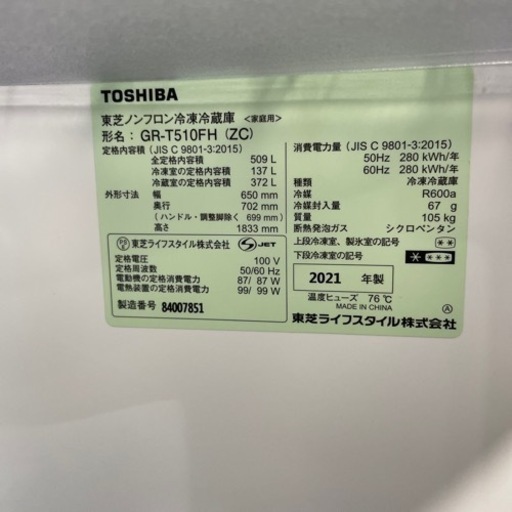 TOSHIBA
東芝ノンフロン冷凍冷蔵庫 <家庭用>
形名: GR-T510FH (ZC)
定格内容積 (JIS C 9801-3:2015)
全定格内容積 509 L
冷凍室の定格内容積 137 L
冷蔵室の定格内容積 372 L
外形寸法 幅 650 mm
奥行 702 mm
(ハンドル・調整脚除く 699 mm)
高さ 1833 mm
PSE 東芝ライフスタイル株式会社 S JET
定格電圧 100 V
定格周波数 50/60 Hz
電動機の定格消費電力 87/ 87 W
電熱装置の定格消費電力 99/ 99 W
製造番号 84007851
消費電力量 (JIS C 9801-3:2015)
50Hz 280 kWh/年
60Hz 280 kWh/年
種類 冷凍冷蔵庫
冷媒 R600a
冷媒封入量 67 g
質量 105 kg
断熱発泡ガス シクロペンタン
上段冷凍室、製氷室の記号 **
下段冷凍室の記号 * ***
2021 年製
温度ヒューズ 76℃
MADE IN CHINA
A
東芝ライフスタイル株式会社